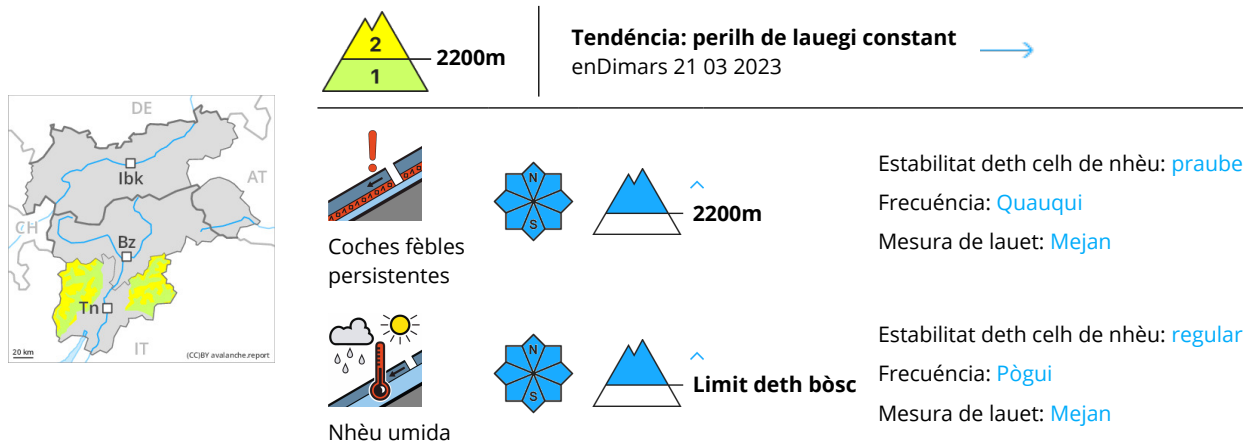 2
1
2200m
Tendéncia: perilh de lauegi constant
enDimars 21 03 2023
DE
AT
CH
IT
Ibk
Bz
Tn
20 km
(CC)BY avalanche.report
Coches fèbles
persistentes
N
S
2200m
Estabilitat deth celh de nhèu: praube
Frecuéncia: Quauqui
Mesura de lauet: Mejan
Nhèu umida
N
S
Limit deth bòsc
Estabilitat deth celh de nhèu: regular
Frecuéncia: Pògui
Mesura de lauet: Mejan